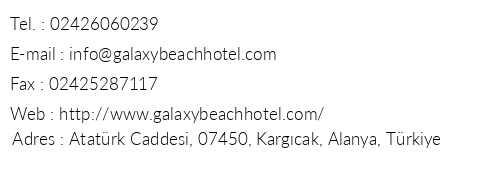 Tel. : 02426060239
E-mail : info@galaxybeachhotel.com
Fax : 02425287117
Web : http://www.galaxybeachhotel.com/
Adres : Atatürk Caddesi, 07450, Kargıcak, Alanya, Türkiye